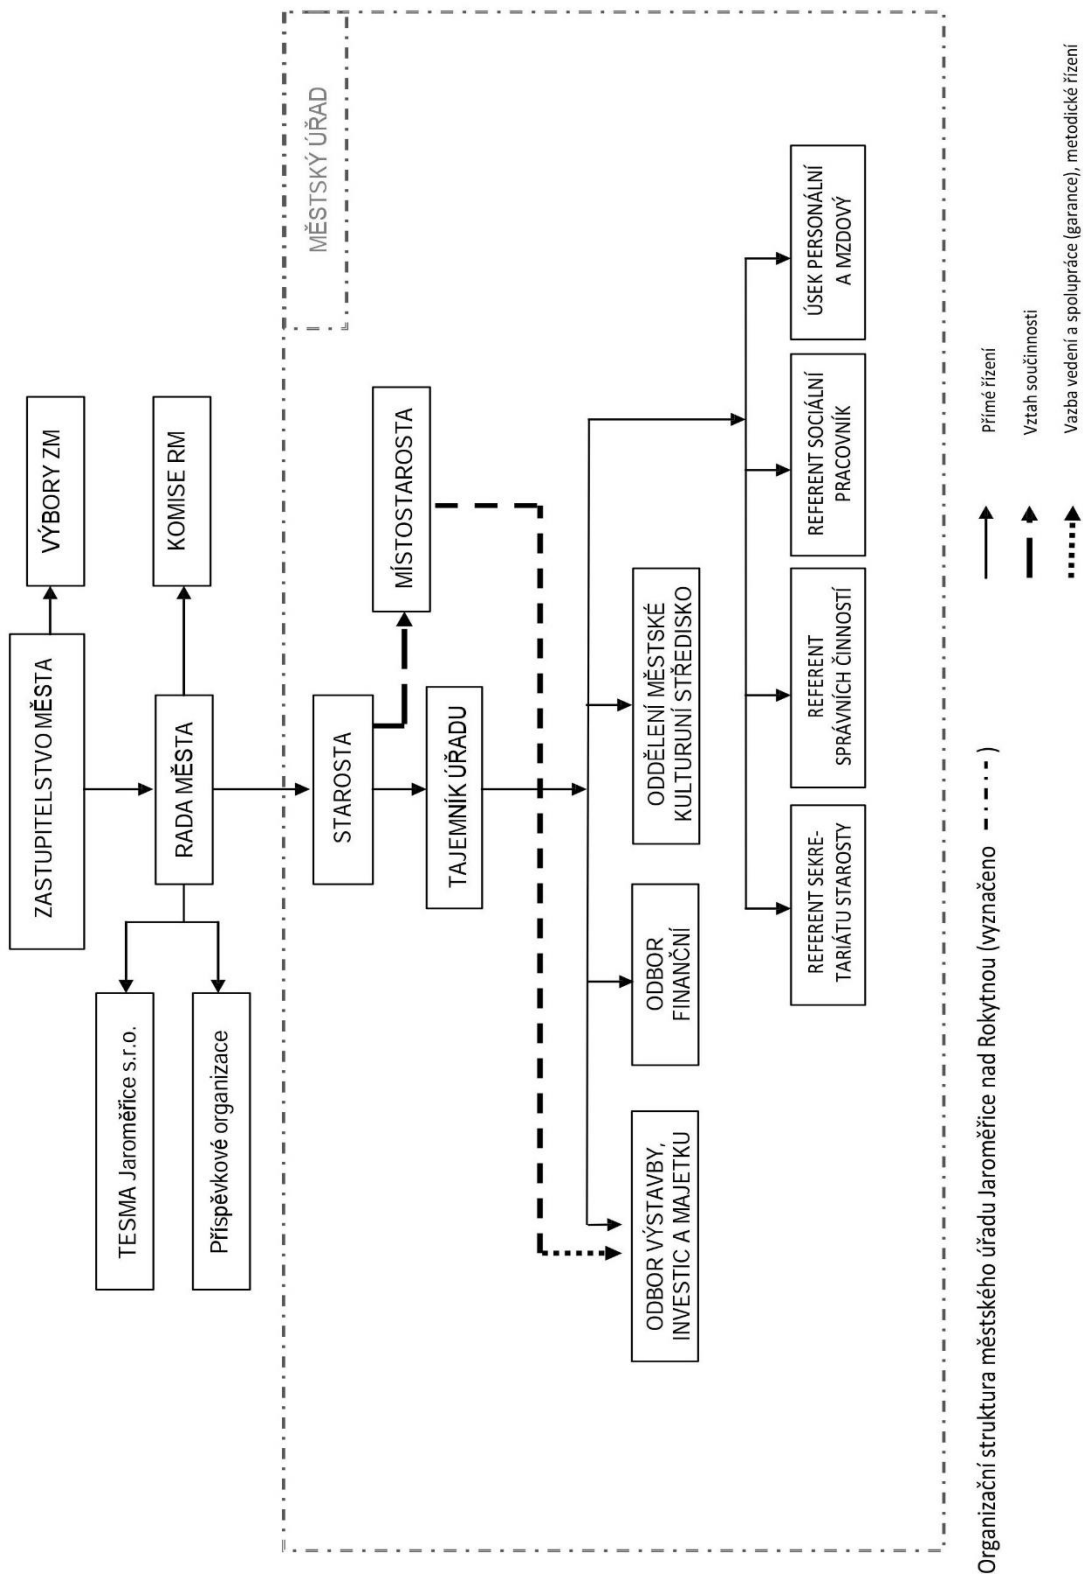 ZASTUPITELSTVO MĚSTA
VÝBORY ZM
TESMA Jaroměřice s.r.o.
RADA MĚSTA
KOMISE RM
Příspěvkové organizace
MĚSTSKÝ ÚŘAD
STAROSTA
MÍSTOSTAROSTA
TAJEMNÍK ÚŘADU
ODBOR VÝSTAVBY,
INVESTIC A MAJETKU
ODBOR
FINANČNÍ
ODDĚLENÍ MĚSTSKÉ
KULTURUNÍ STŘEDISKO
REFERENT SEKRE-
TARIÁTU STAROSTY
REFERENT
SPRÁVNÍCH ČINNOSTÍ
REFERENT SOCIÁLNÍ
PRACOVNÍK
ÚSEK PERSONÁLNÍ
A MZDOVÝ
Organizační struktura městského úřadu Jaroměřice nad Rokytnou (vyznačeno )
Přímé řízení
Vztah součinnosti
Vazba vedení a spolupráce (garance), metodické řízení